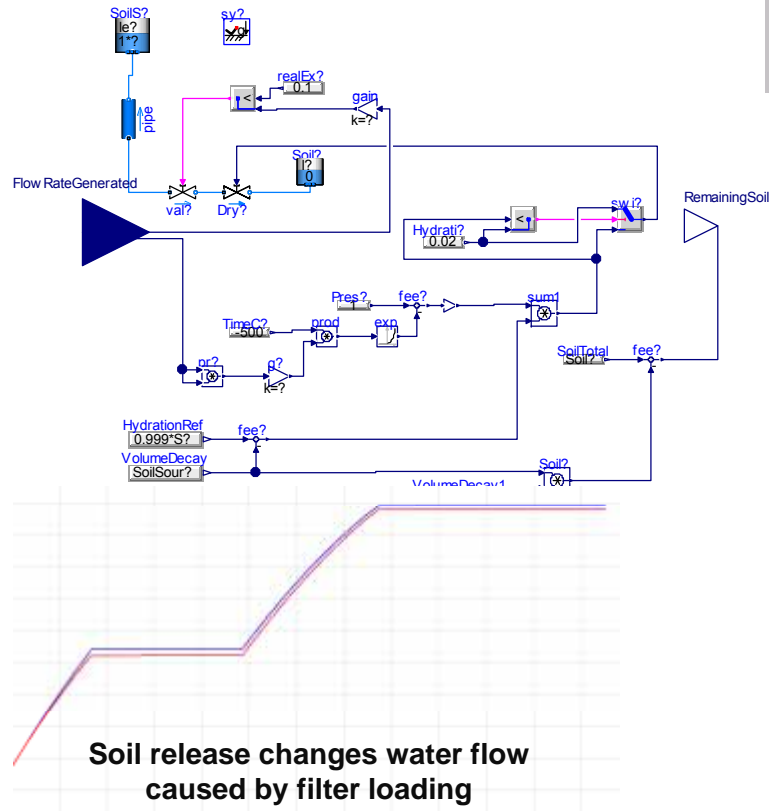 SoilS?
sy?
le?
1*?
realEx?
0.1
gain
k=?
pipe
Soil?
l?
0
Flow RateGenerated
val?
Dry?
RemainingSoil
swi?
Hydrati?
0.02
Pres?
1
fee?
sum1
TimeC?
-500
prod
exp
SoilTotal
Soil?
fee?
pr?
g?
k=?
HydrationRef
0.999*S?
fee?
VolumeDecay
SoilSour?
Soil?
VolumeDecay1
Soil release changes water flow
caused by filter loading